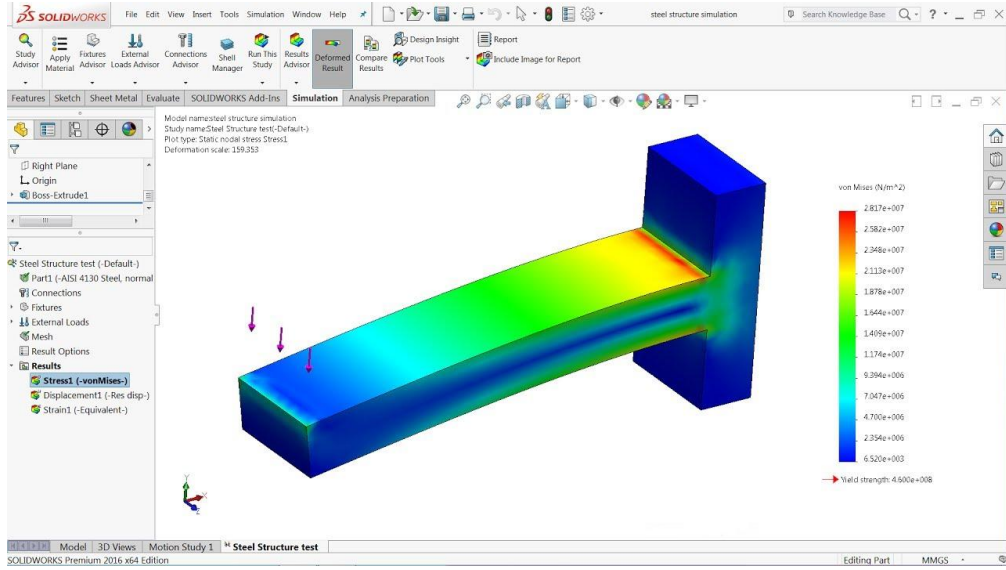 SOLIDWORKS File Edit View Insert Tools Simulation Window Help steel structure simulation Search Knowledge Base
Study Advisor
Apply Material
Fixtures Advisor
External Loads Advisor
Connections Advisor
Shell Manager
Run This Study
Results Advisor
Deformed Result
Compare Results
Design Insight
Plot Tools
Report
Include Image for Report
Features Sketch Sheet Metal Evaluate SOLIDWORKS Add-Ins Simulation Analysis Preparation
Model name:steel structure simulation
Study name:Steel Structure test(-Default-)
Plot type: Static nodal stress Stress1
Deformation scale: 159.353
Right Plane
Origin
Boss-Extrude1
Steel Structure test (-Default-)
Part1 (-AISI 4130 Steel, normal
Connections
Fixtures
External Loads
Mesh
Result Options
Results
Stress1 (-vonMises-)
Displacement1 (-Res disp-)
Strain1 (-Equivalent-)
von Mises (N/m^2)
2.817e+007
2.582e+007
2.348e+007
2.113e+007
1.878e+007
1.644e+007
1.409e+007
1.174e+007
9.394e+006
7.047e+006
4.700e+006
2.354e+006
6.520e+003
Yield strength: 4.600e+008
Y
X
Z
Model 3D Views Motion Study 1 Steel Structure test
SOLIDWORKS Premium 2016 x64 Edition Editing Part MMGS